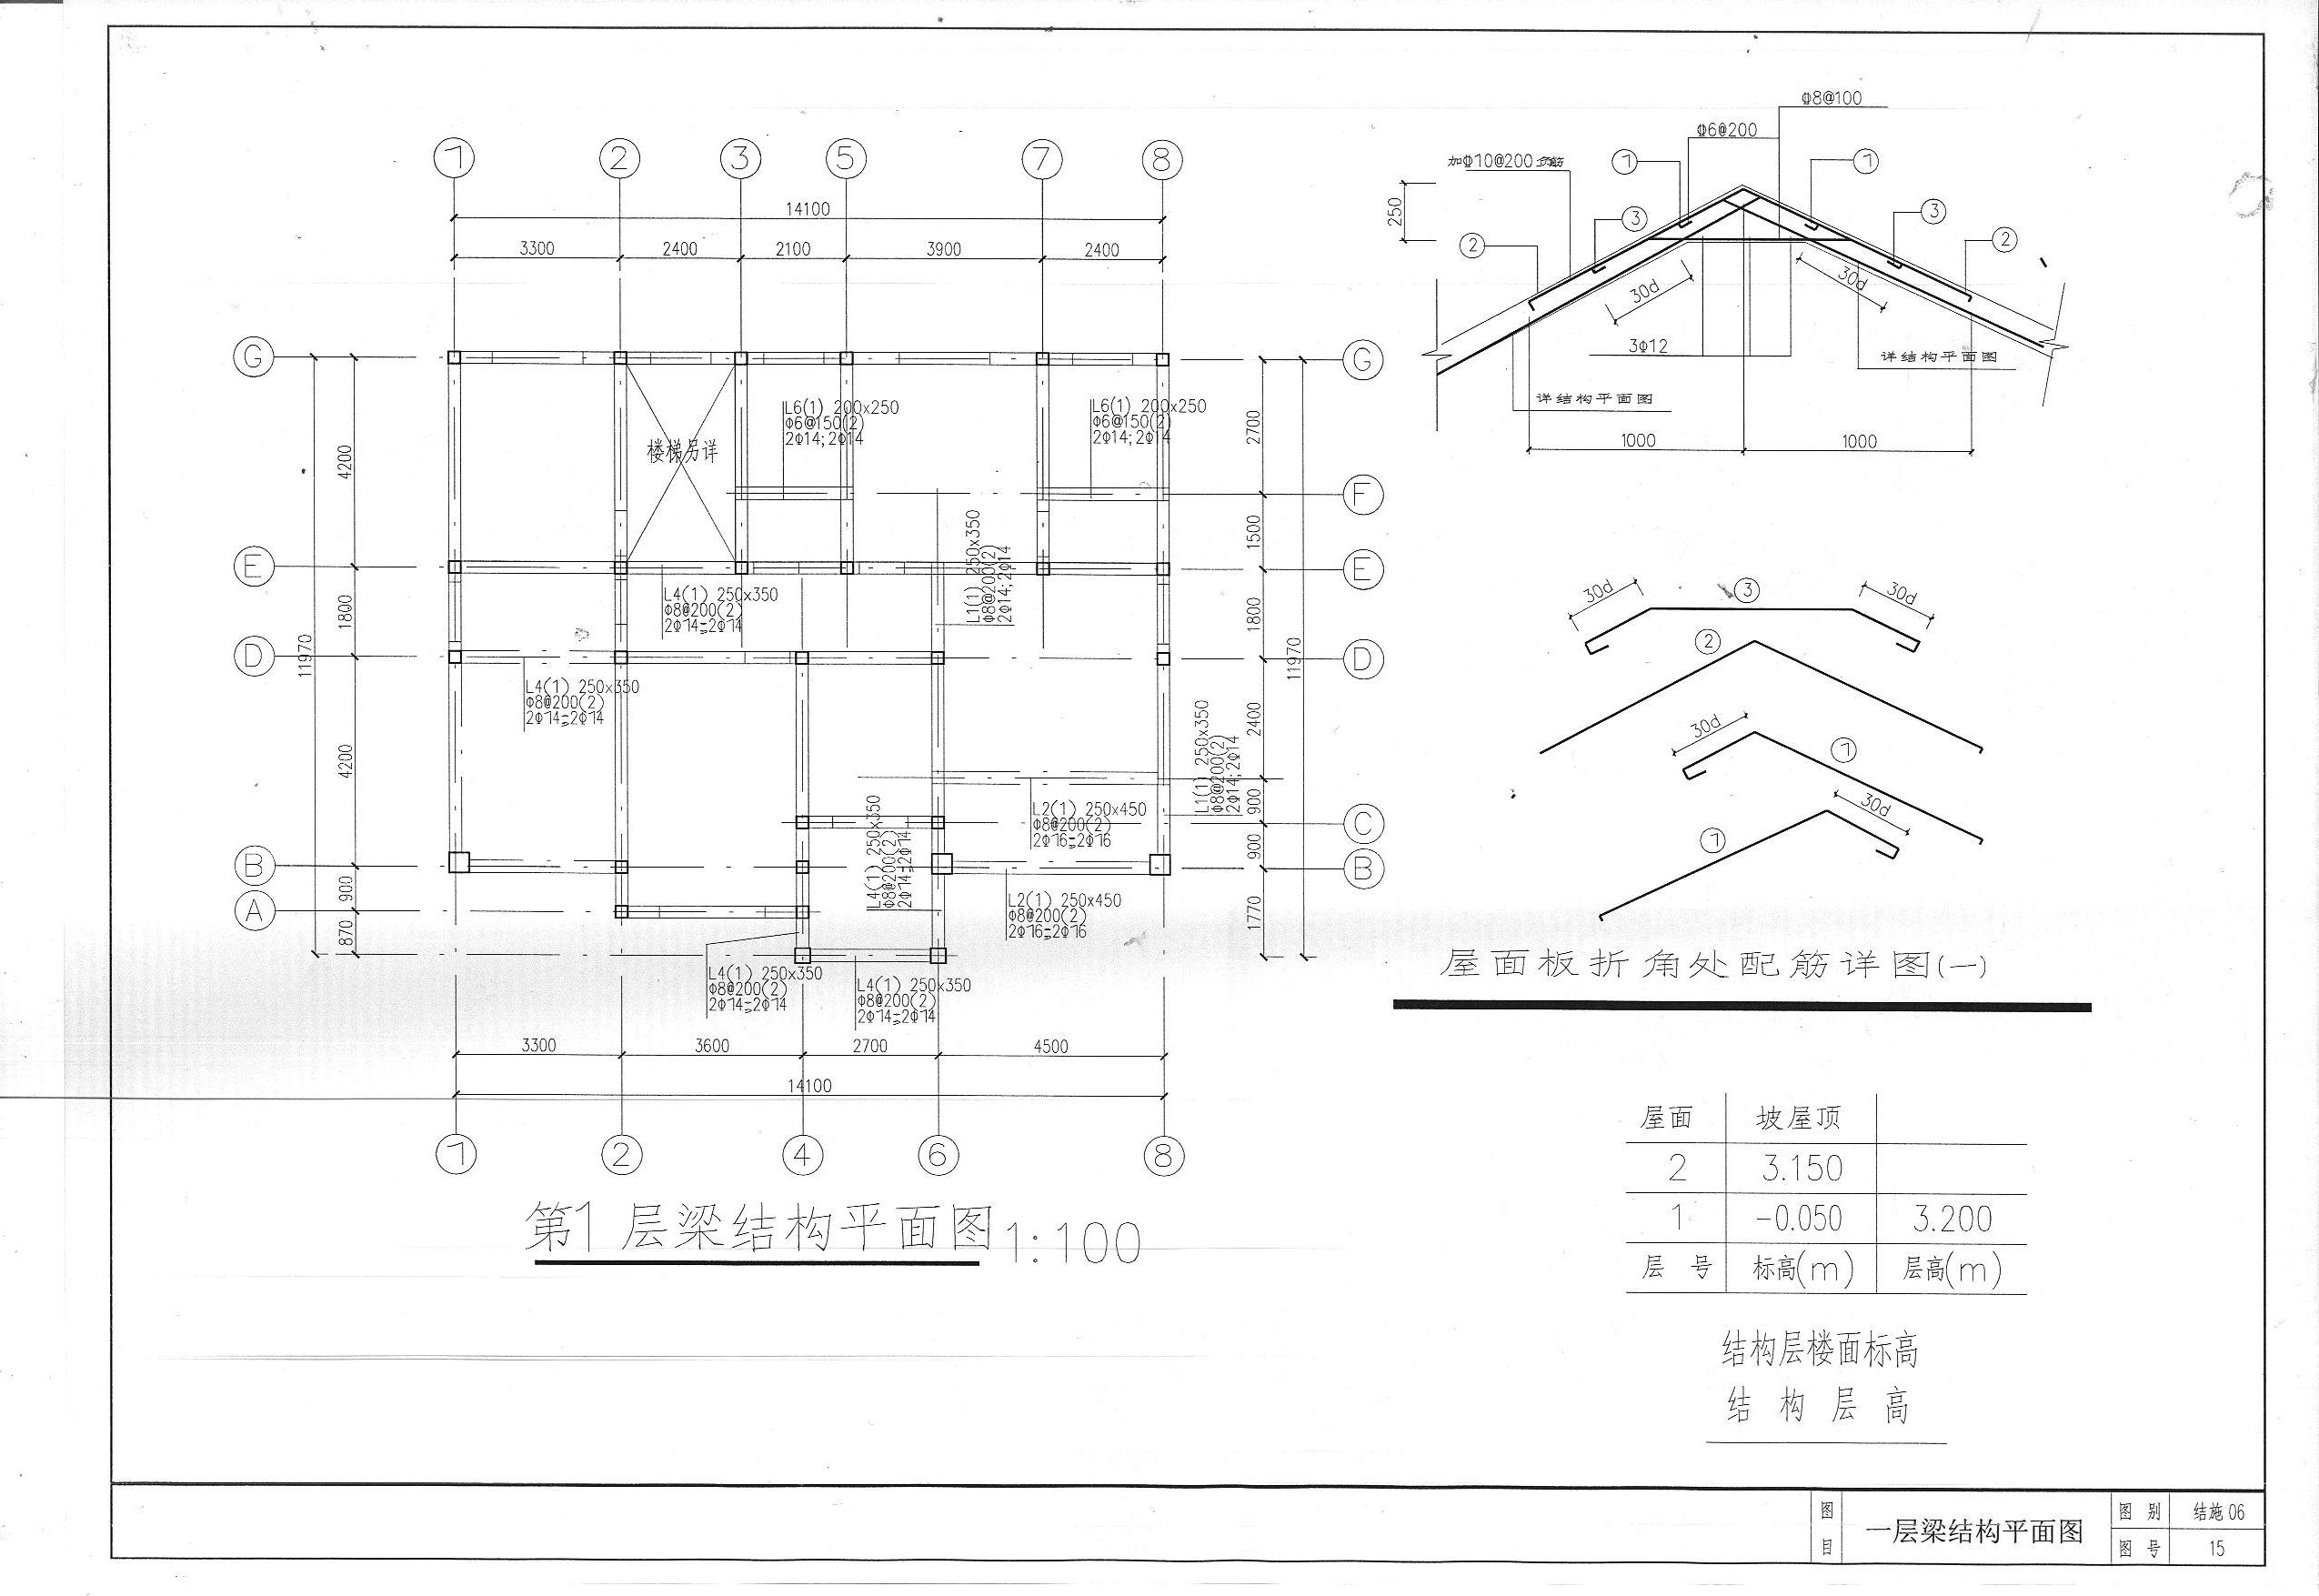 1 2 3 5 7 8
14100
3300 2400 2100 3900 2400
G
E
D
B
A
4200
1800
4200
900
870
11970
G
F
E
D
C
B
2700
1500
1800
2400
900
900
1770
11970
楼梯另详
L6(1) 200x250
Φ6@150(2)
2Φ14;2Φ14
L6(1) 200x250
Φ6@150(2)
2Φ14;2Φ14
L1(1) 250x350
Φ8@200(2)
2Φ14;2Φ14
L4(1) 250x350
Φ8@200(2)
2Φ14;2Φ14
L4(1) 250x350
Φ8@200(2)
2Φ14;2Φ14
L1(1) 250x350
Φ8@200(2)
2Φ14;2Φ14
L2(1) 250x450
Φ8@200(2)
2Φ16;2Φ16
L4(1) 250x350
Φ8@200(2)
2Φ14;2Φ14
L2(1) 250x450
Φ8@200(2)
2Φ16;2Φ16
L4(1) 250x350
Φ8@200(2)
2Φ14;2Φ14
L4(1) 250x350
Φ8@200(2)
2Φ14;2Φ14
3300 3600 2700 4500
14100
1 2 4 6 8
第1层梁结构平面图 1:100
Φ8@100
Φ6@200
加Φ10@200负筋
1 1
3 3
2 2
250
30d 30d
3Φ12
详结构平面图
详结构平面图
1000 1000
30d 3 30d
2
30d 1
30d
1
屋面板折角处配筋详图(一)
屋面 坡屋顶
2 3.150
1 -0.050 3.200
层号 标高(m) 层高(m)
结构层楼面标高
结构层高
图目 一层梁结构平面图
图别 结施06
图号 15